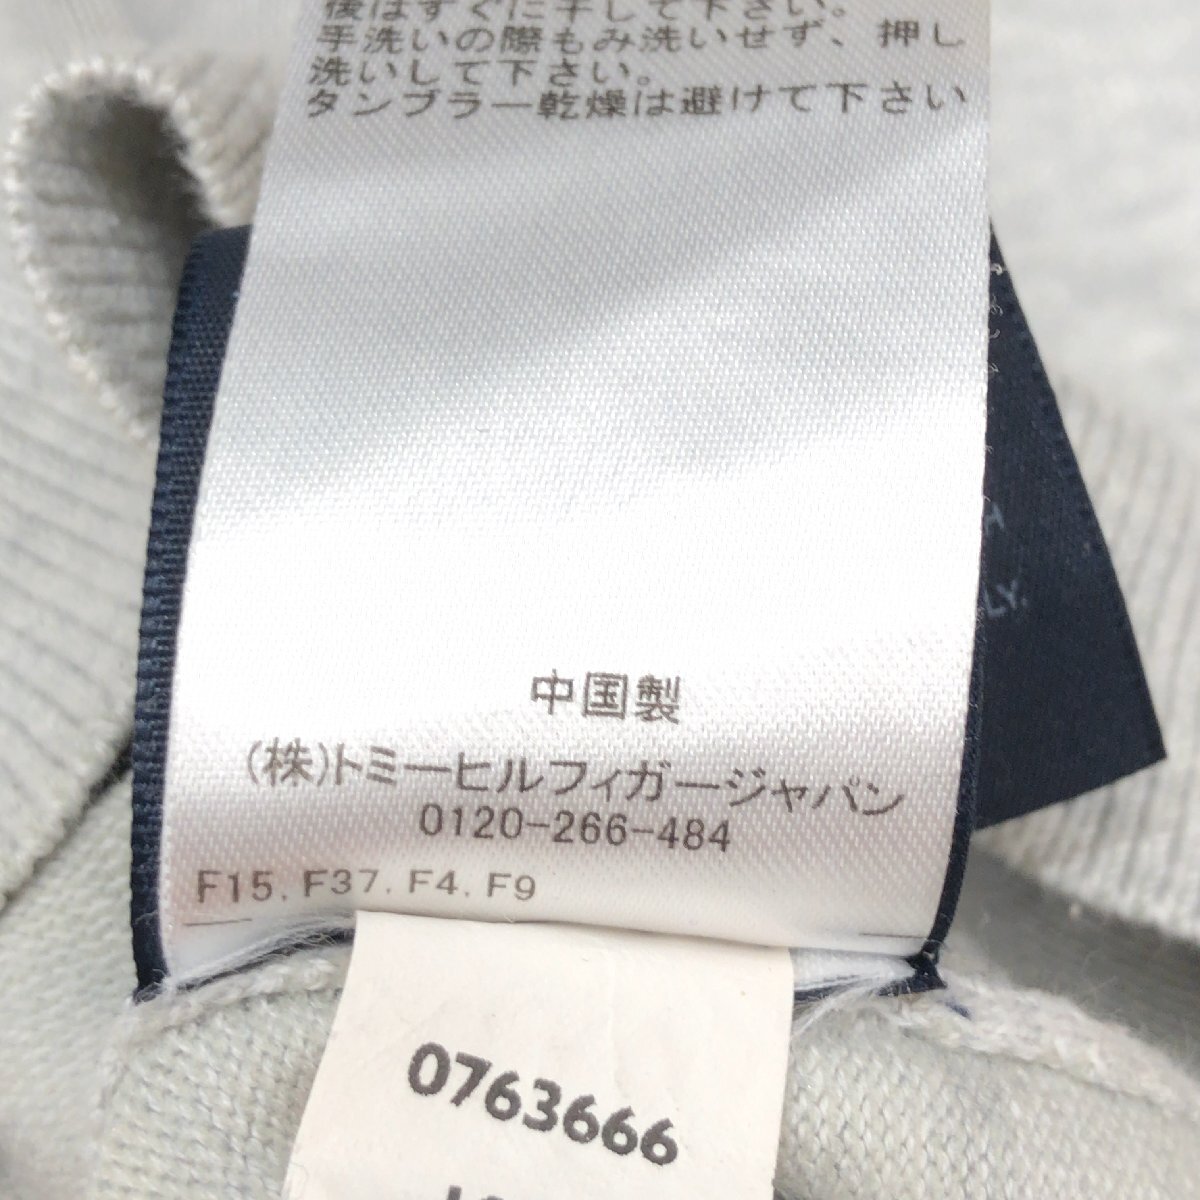 後はすぐに干して下さい。
手洗いの際もみ洗いせず、押し
洗いして下さい。
タンブラー乾燥は避けて下さい
中国製
(株)トミーヒルフィガージャパン
0120-266-484
F15. F37. F4. F9
LY.
0763666